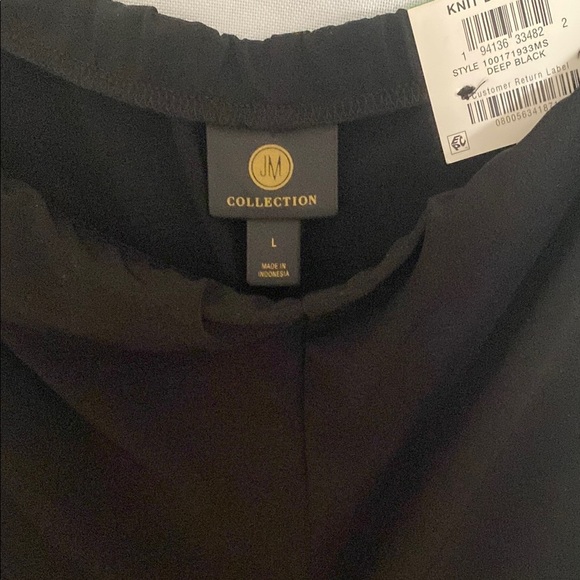 JM
COLLECTION
L
MADE IN
INDONESIA
KNIT
1 94136 33482 2
STYLE 100171933MS
DEEP BLACK
Customer Return Label